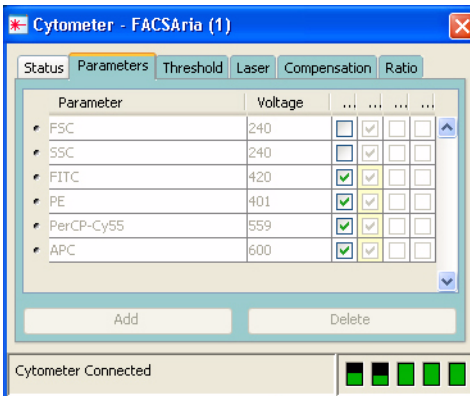 Cytometer - FACSAria (1)
Status Parameters Threshold Laser Compensation Ratio
Parameter Voltage ... ... ... ...
FSC 240
SSC 240
FITC 420
PE 401
PerCP-Cy55 559
APC 600
Add Delete
Cytometer Connected